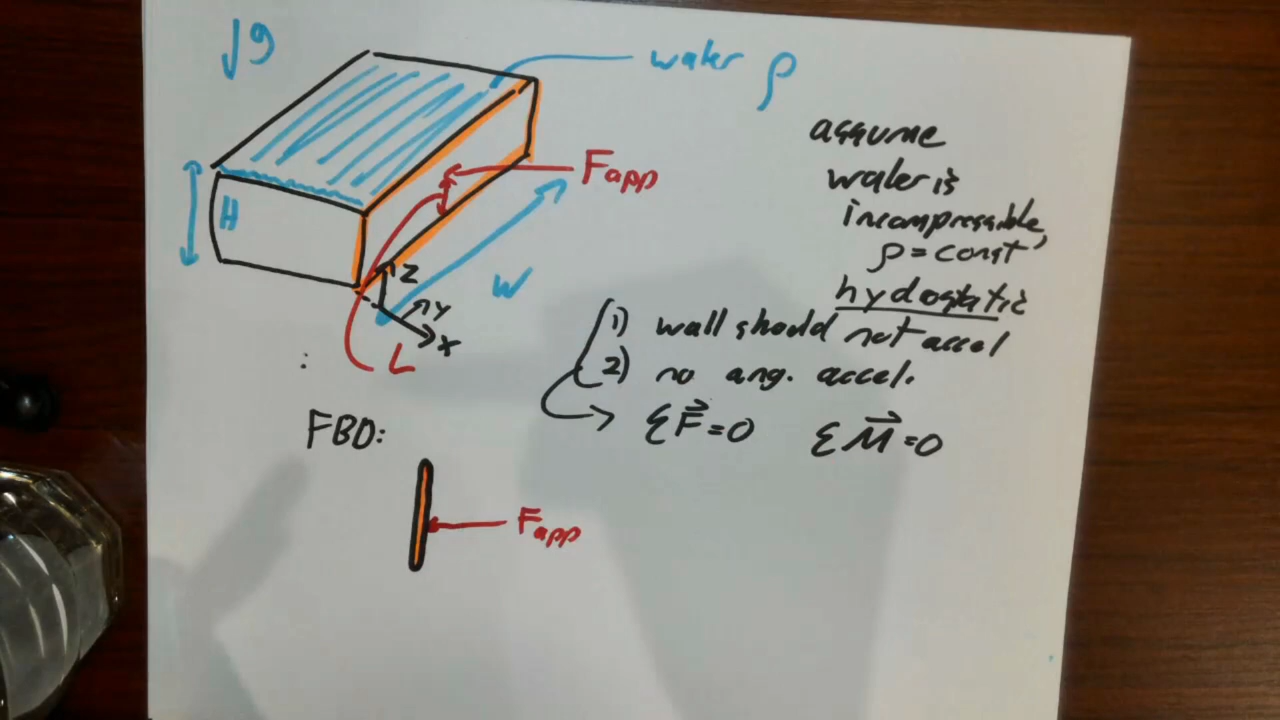 ↓g
water ρ
Fapp
H
W
Z
Y
X
L
assume
water is
incompressible,
ρ = const
hydostatic
1) wall should not accel
2) no ang. accel.
ΣF⃗=0 ΣM⃗=0
FBD:
Fapp